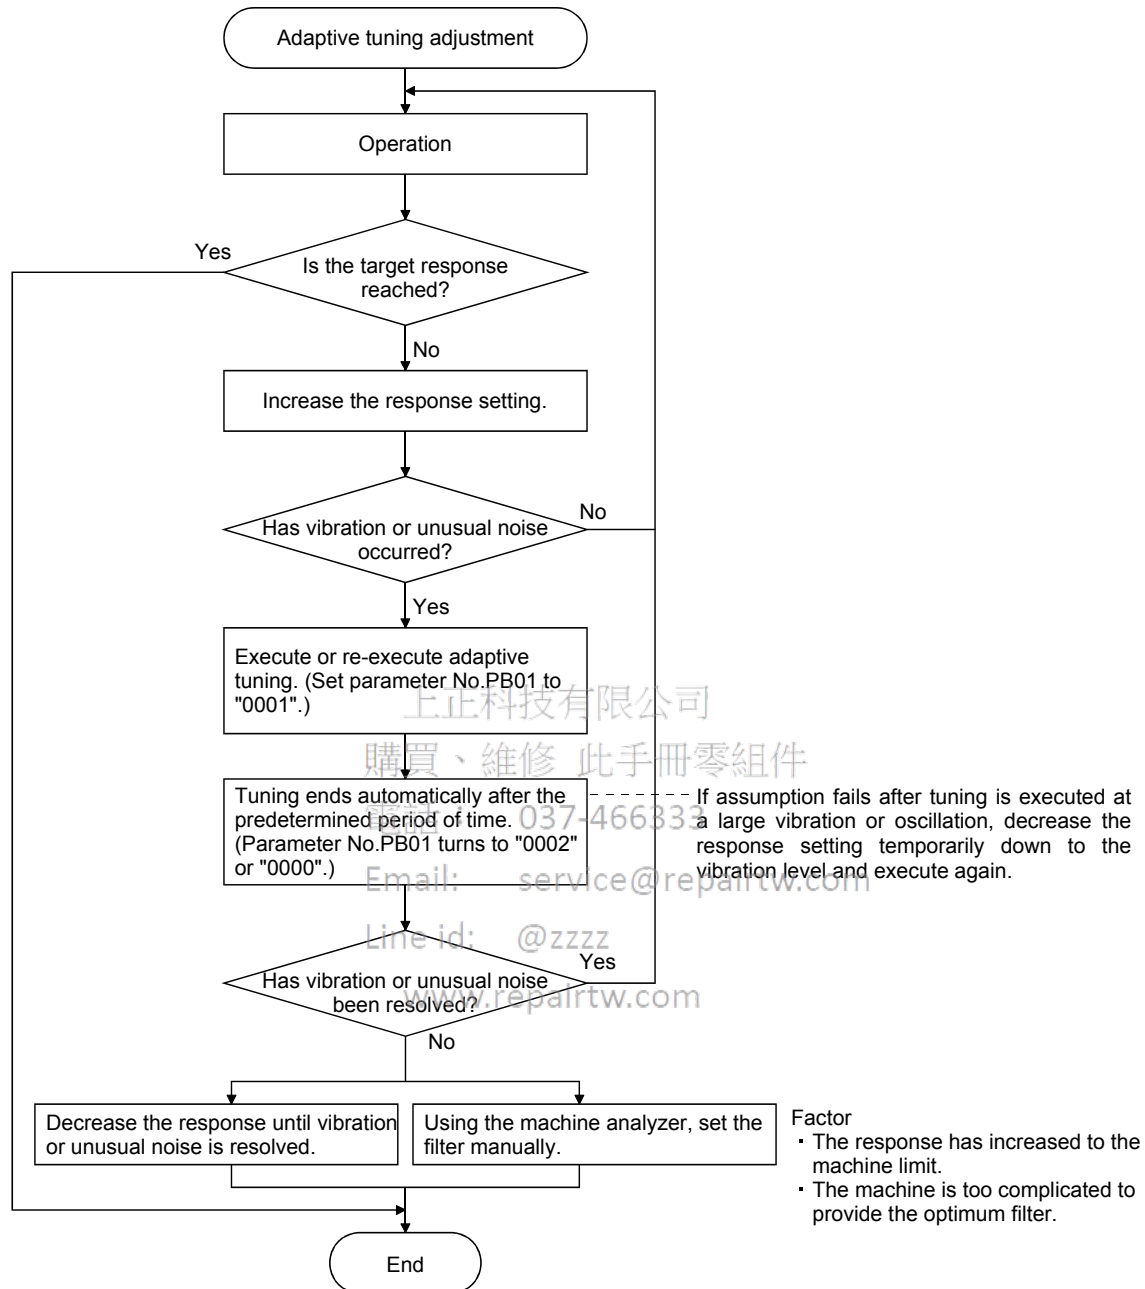 Adaptive tuning adjustment
Operation
Yes
Is the target response
reached?
No
Increase the response setting.
No
Has vibration or unusual noise
occurred?
Yes
Execute or re-execute adaptive
tuning. (Set parameter No.PB01 to
"0001".)
上正科技有限公司
購買、維修 此手冊零組件
Tuning ends automatically after the
predetermined period of time.
(Parameter No.PB01 turns to "0002"
or "0000".)
If assumption fails after tuning is executed at
a large vibration or oscillation, decrease the
response setting temporarily down to the
vibration level and execute again.
電話: 037-466333
Email: service@repairtw.com
Line id: @zzzz
Yes
Has vibration or unusual noise
been resolved?
www.repairtw.com
No
Decrease the response until vibration
or unusual noise is resolved.
Using the machine analyzer, set the
filter manually.
Factor
・The response has increased to the
machine limit.
・The machine is too complicated to
provide the optimum filter.
End